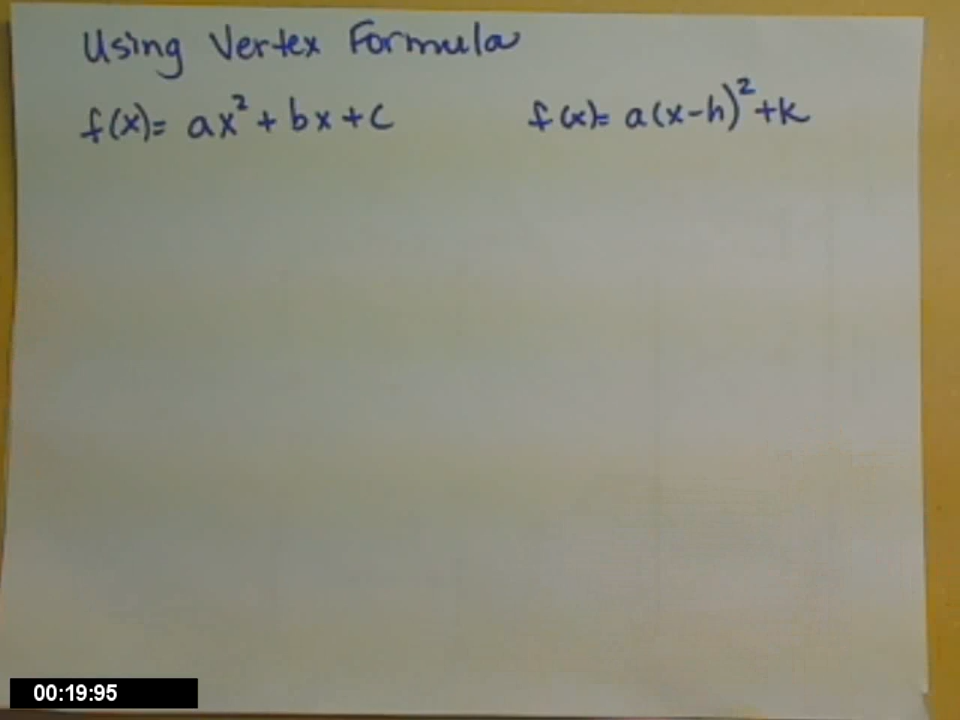 Using Vertex Formula
f(x)= ax²+bx+c f(x)= a(x-h)²+k
00:19:95